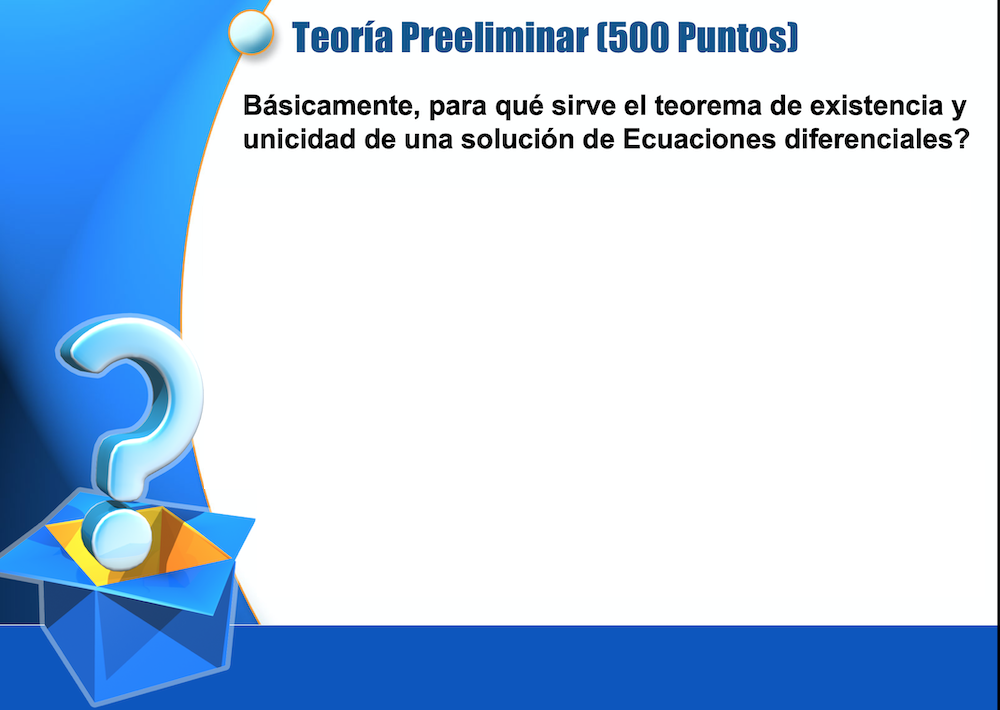 Teoría Preeliminar (500 Puntos)
Básicamente, para qué sirve el teorema de existencia y
unicidad de una solución de Ecuaciones diferenciales?